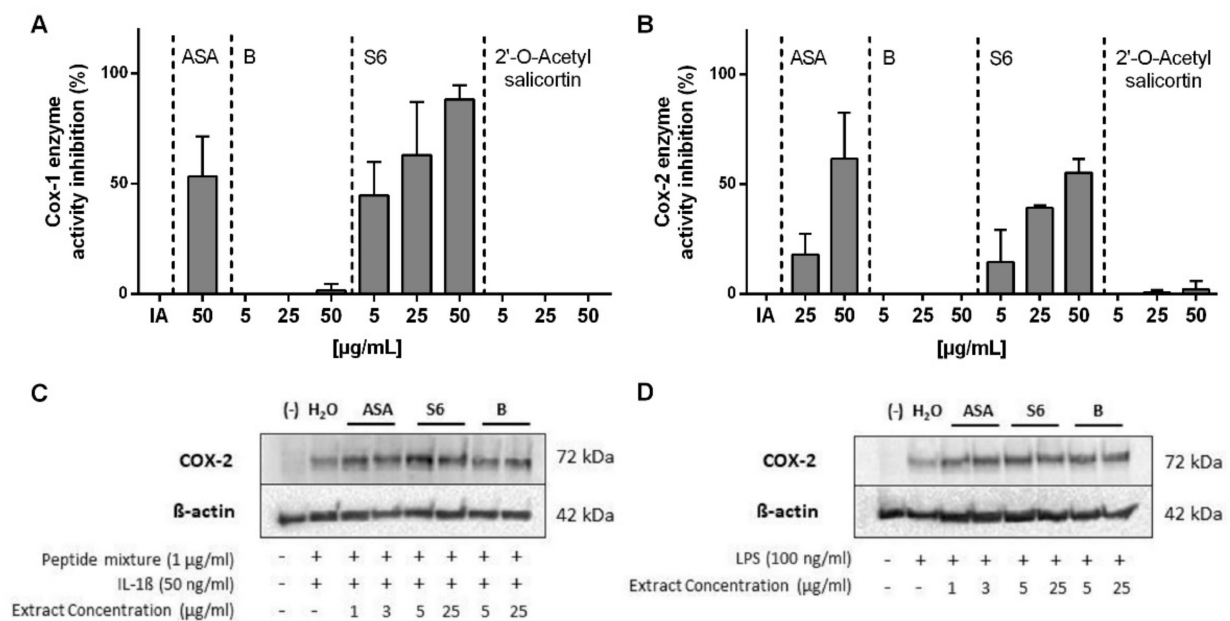 A
Cox-1 enzyme
activity inhibition (%)
100
50
0
ASA
B
S6
2'-O-Acetyl
salicortin
IA 50 5 25 50 5 25 50 5 25 50
[µg/mL]
B
Cox-2 enzyme
activity inhibition (%)
100
50
0
ASA
B
S6
2'-O-Acetyl
salicortin
IA 25 50 5 25 50 5 25 50 5 25 50
[µg/mL]
C
(-) H₂O ASA S6 B
COX-2 72 kDa
ß-actin 42 kDa
Peptide mixture (1 µg/ml) - + + + + + + +
IL-1ß (50 ng/ml) - + + + + + + +
Extract Concentration (µg/ml) - - 1 3 5 25 5 25
D
(-) H₂O ASA S6 B
COX-2 72 kDa
ß-actin 42 kDa
LPS (100 ng/ml) - + + + + + + +
Extract Concentration (µg/ml) - - 1 3 5 25 5 25